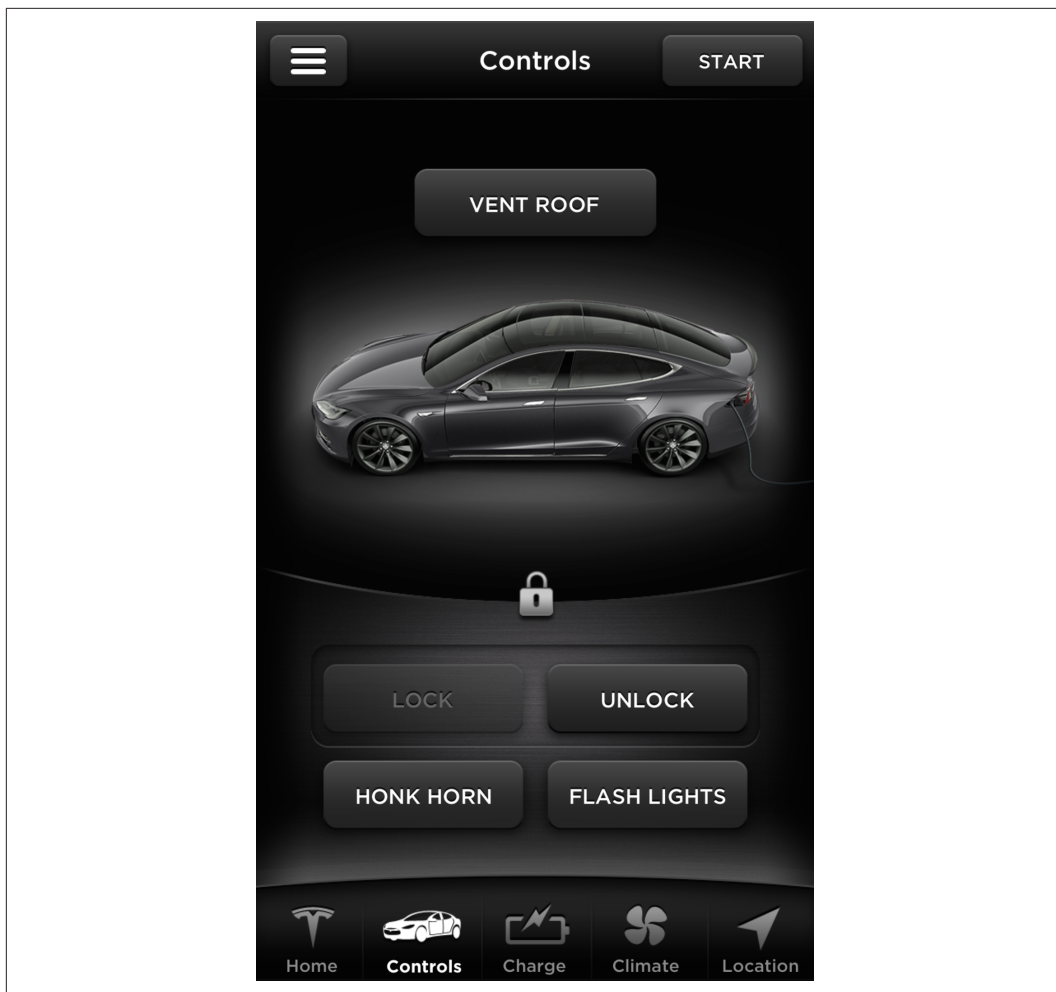 Controls
START
VENT ROOF
LOCK
UNLOCK
HONK HORN
FLASH LIGHTS
Home
Controls
Charge
Climate
Location